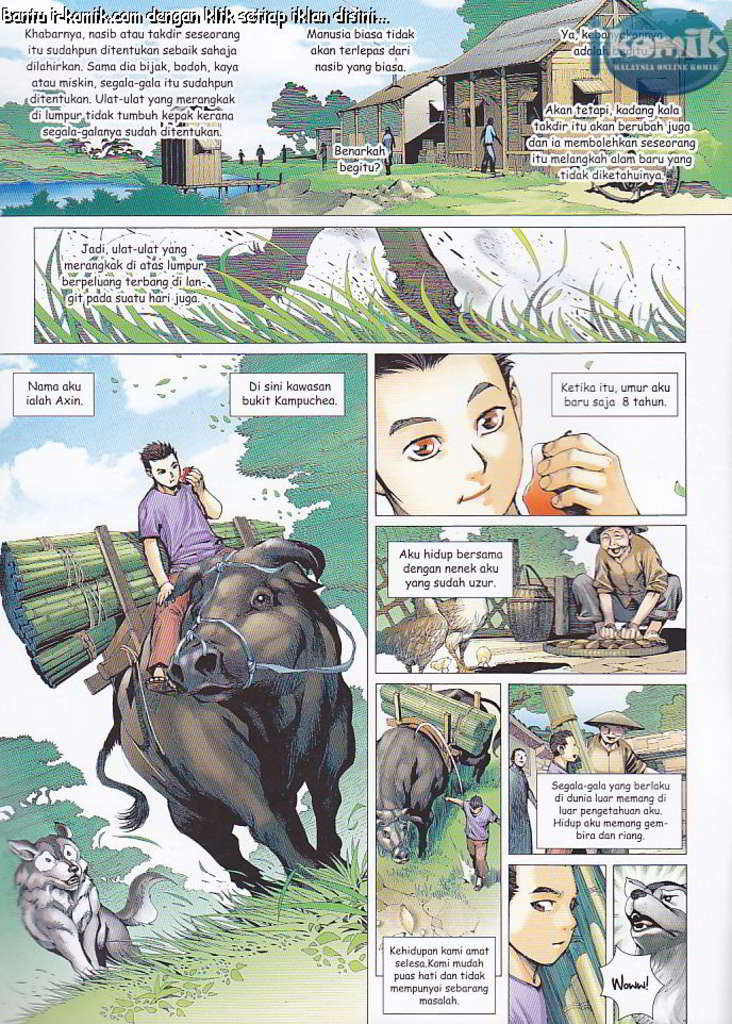 Bantu ir-komik.com dengan klik setiap iklan disini...
Khabarnya, nasib atau takdir seseorang
itu sudahpun ditentukan sebaik sahaja
dilahirkan. Sama dia bijak, bodoh, kaya
atau miskin, segala-gala itu sudahpun
ditentukan. Ulat-ulat yang merangkak
di lumpur tidak tumbuh kepak kerana
segala-galanya sudah ditentukan.
Manusia biasa tidak
akan terlepas dari
nasib yang biasa.
Benarkah
begitu?
Ya, kebanyakannya
adalah begitu
komik
MALAYSIA ONLINE KOMIK
Akan tetapi, kadang kala
takdir itu akan berubah juga
dan ia membolehkan seseorang
itu melangkah alam baru yang
tidak diketahuinya.
Jadi, ulat-ulat yang
merangkak di atas lumpur
berpeluang terbang di lan-
git pada suatu hari juga.
Nama aku
ialah Axin.
Di sini kawasan
bukit Kampuchea.
Ketika itu, umur aku
baru saja 8 tahun.
Aku hidup bersama
dengan nenek aku
yang sudah uzur.
Segala-gala yang berlaku
di dunia luar memang di
luar pengetahuan aku.
Hidup aku memang gem-
bira dan riang.
Kehidupan kami amat
selesa.Kami mudah
puas hati dan tidak
mempunyai sebarang
masalah.
Woww!